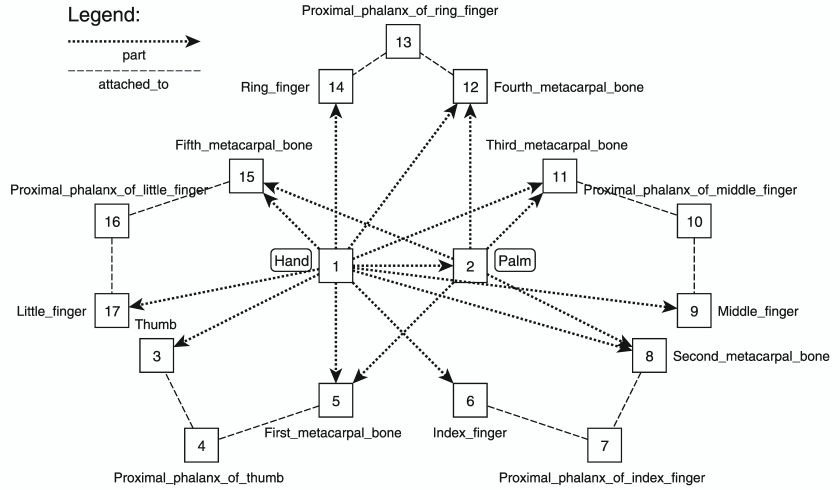 Legend:
part
attached_to
Proximal_phalanx_of_ring_finger
13
Ring_finger
14
12
Fourth_metacarpal_bone
Fifth_metacarpal_bone
15
Third_metacarpal_bone
11
Proximal_phalanx_of_little_finger
16
Proximal_phalanx_of_middle_finger
10
Hand
1
2
Palm
Little_finger
17
9
Middle_finger
Thumb
3
8
Second_metacarpal_bone
5
First_metacarpal_bone
6
Index_finger
4
Proximal_phalanx_of_thumb
7
Proximal_phalanx_of_index_finger